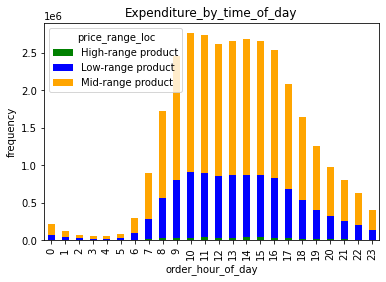 Expenditure_by_time_of_day
1e6
price_range_loc
High-range product
Low-range product
Mid-range product
2.5
2.0
1.5
1.0
0.5
0.0
frequency
0 1 2 3 4 5 6 7 8 9 10 11 12 13 14 15 16 17 18 19 20 21 22 23
order_hour_of_day